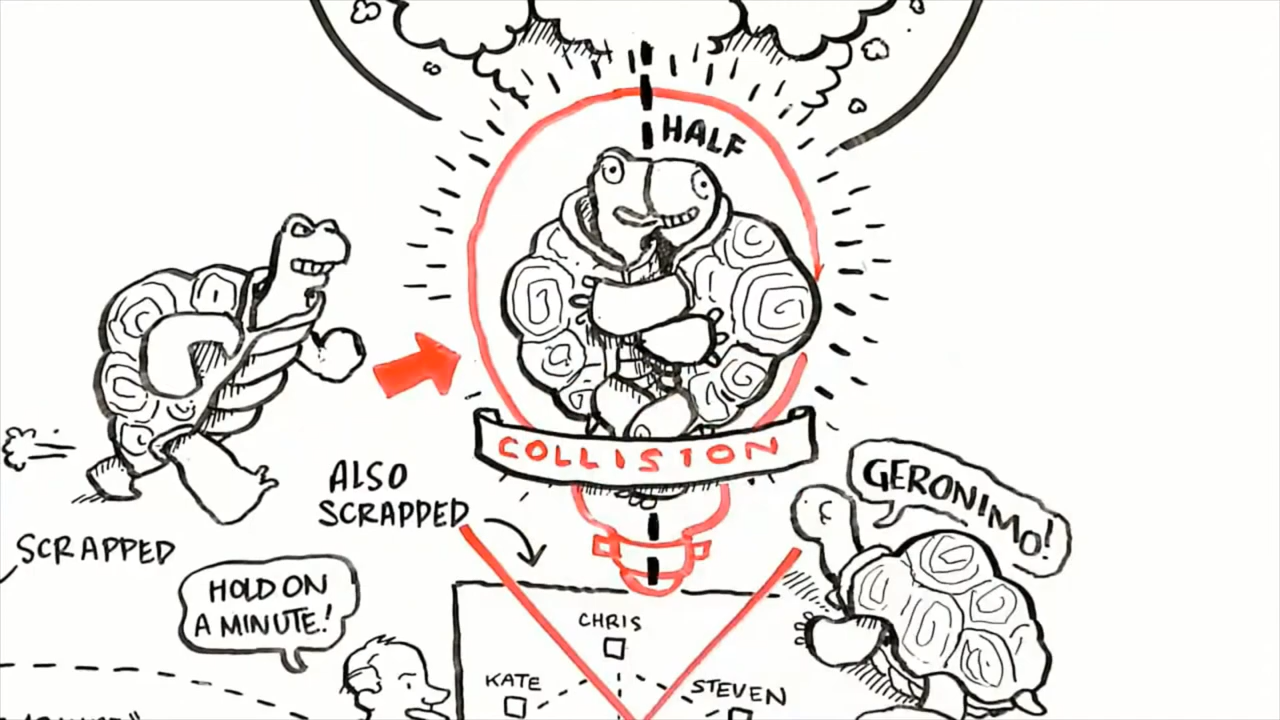 HALF
COLLISION
ALSO
SCRAPPED
GERONIMO!
SCRAPPED
HOLD ON
A MINUTE!
CHRIS
KATE
STEVEN